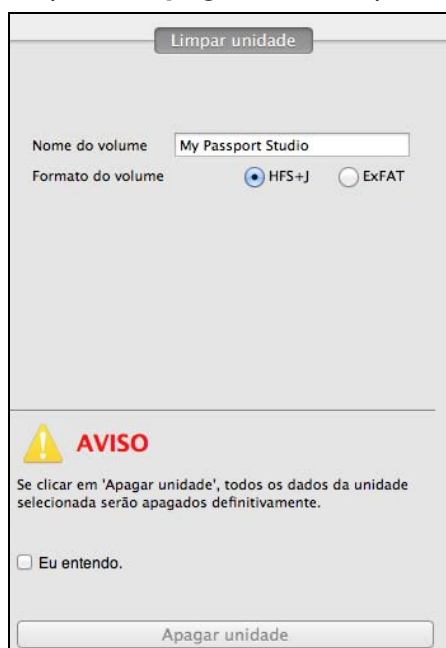 Limpar unidade
Nome do volume My Passport Studio
Formato do volume HFS+J ExFAT
AVISO
Se clicar em 'Apagar unidade', todos os dados da unidade
selecionada serão apagados definitivamente.
Eu entendo.
Apagar unidade